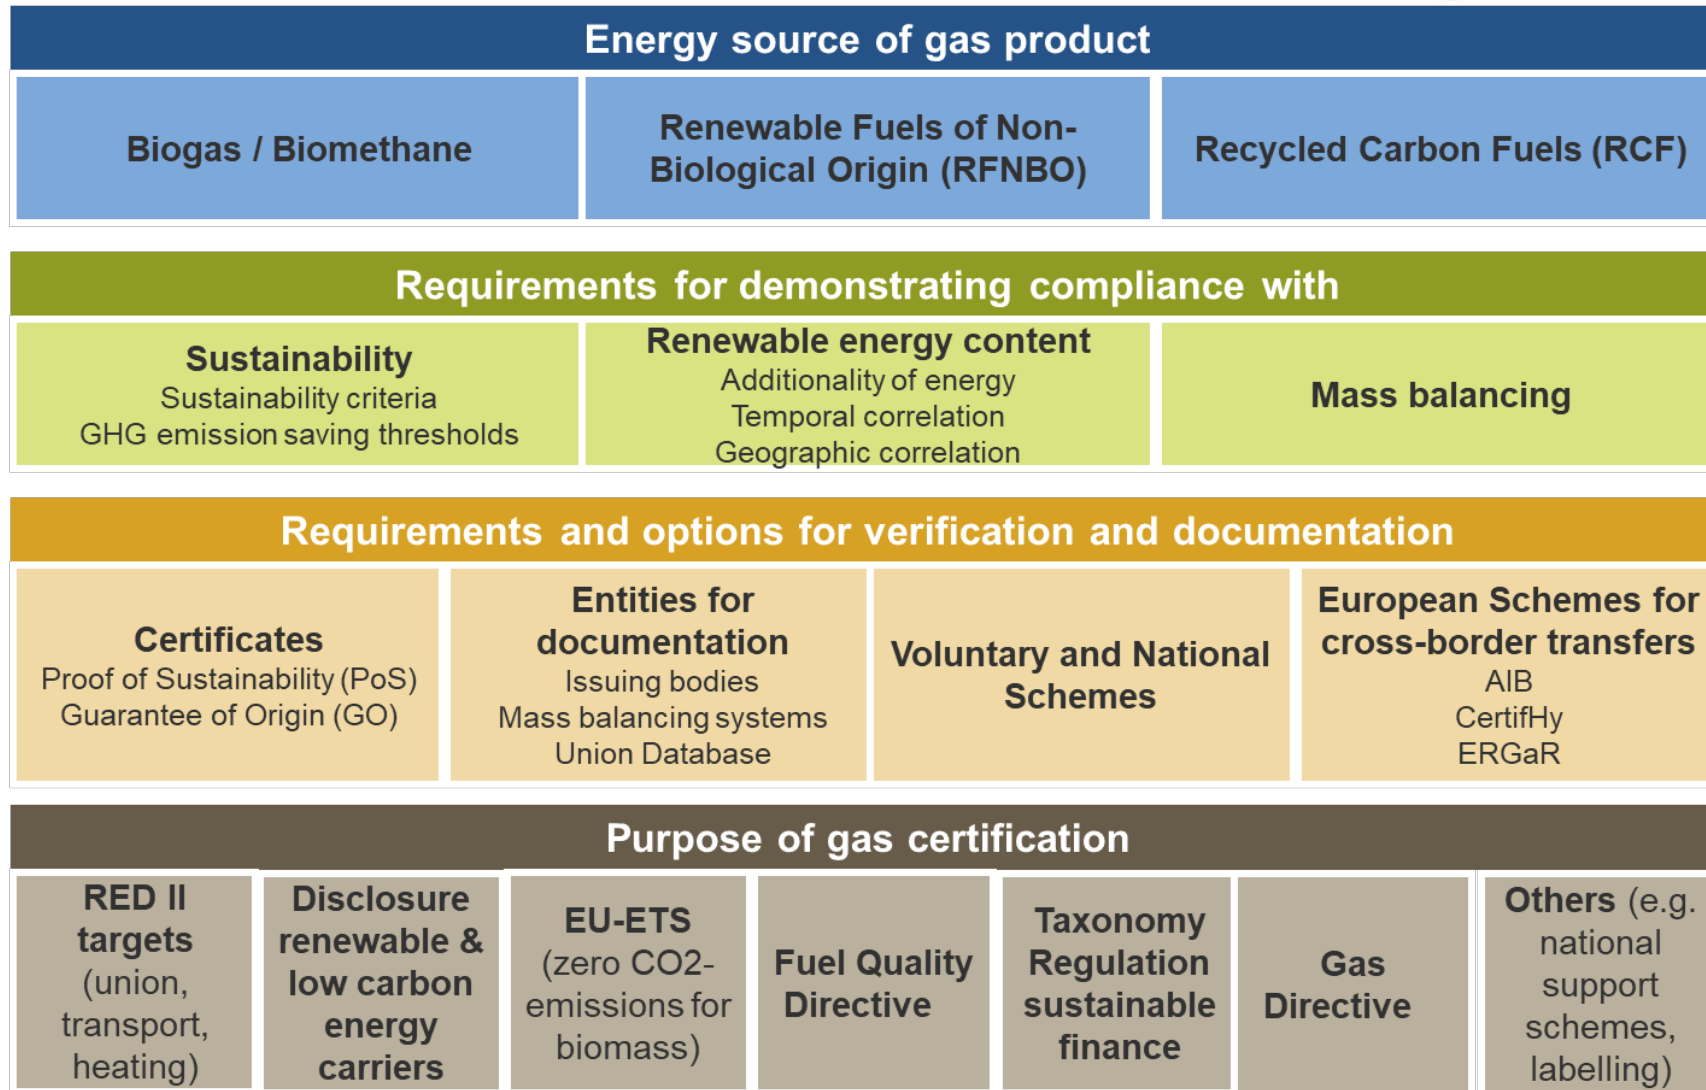 Energy source of gas product
Biogas / Biomethane
Renewable Fuels of Non-
Biological Origin (RFNBO)
Recycled Carbon Fuels (RCF)
Requirements for demonstrating compliance with
Sustainability
Sustainability criteria
GHG emission saving thresholds
Renewable energy content
Additionality of energy
Temporal correlation
Geographic correlation
Mass balancing
Requirements and options for verification and documentation
Certificates
Proof of Sustainability (PoS)
Guarantee of Origin (GO)
Entities for
documentation
Issuing bodies
Mass balancing systems
Union Database
Voluntary and National
Schemes
European Schemes for
cross-border transfers
AIB
CertifHy
ERGaR
Purpose of gas certification
RED II
targets
(union,
transport,
heating)
Disclosure
renewable &
low carbon
energy
carriers
EU-ETS
(zero CO2-
emissions for
biomass)
Fuel Quality
Directive
Taxonomy
Regulation
sustainable
finance
Gas
Directive
Others (e.g.
national
support
schemes,
labelling)